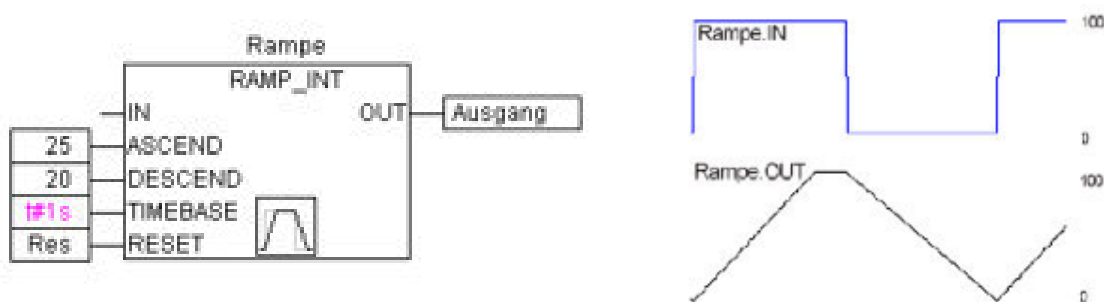 Rampe
RAMP_INT
IN
OUT
Ausgang
25
ASCEND
20
DESCEND
t#1s
TIMEBASE
Res
RESET
Rampe.IN
100
0
Rampe.OUT
100
0